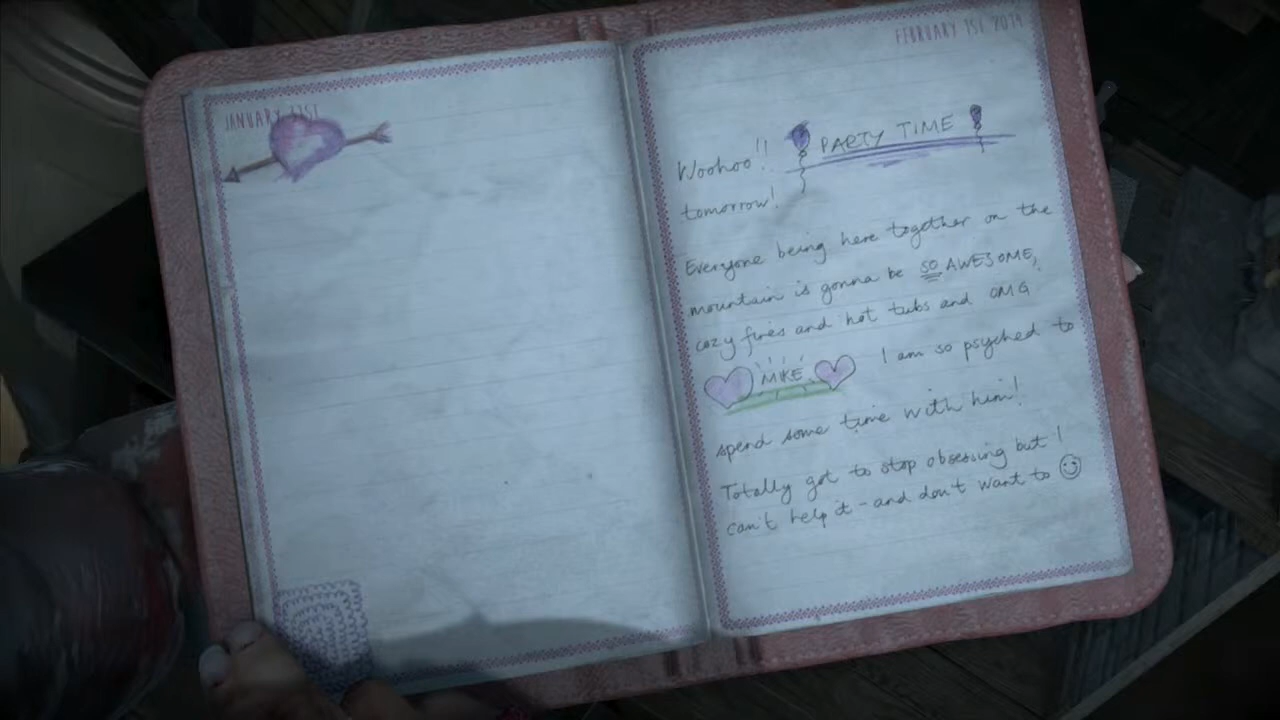 JANUARY 31ST
FEBRUARY 1ST 2014
Woohoo!! PARTY TIME
tomorrow!
Everyone being here together on the
mountain is gonna be SO AWESOME,
cozy fires and hot tubs and OMG
MIKE. I am so psyched to
spend some time with him!
Totally got to stop obsessing but I
can't help it - and don't want to